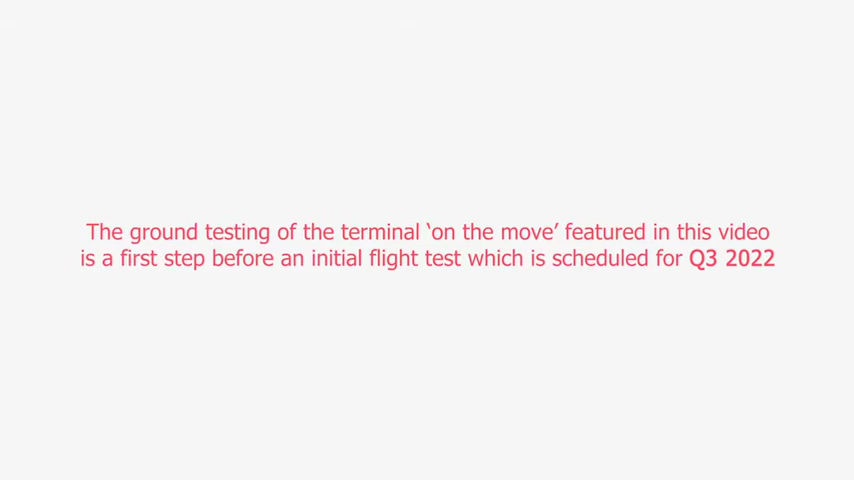 The ground testing of the terminal ‘on the move’ featured in this video
is a first step before an initial flight test which is scheduled for Q3 2022